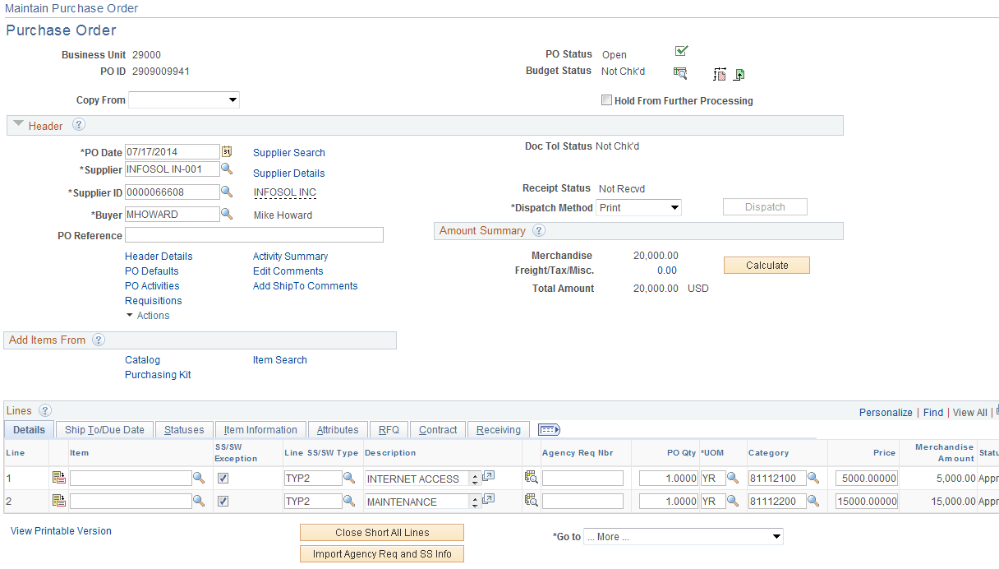 Maintain Purchase Order
Purchase Order
Business Unit 29000
PO Status Open
PO ID 2909009941
Budget Status Not Chk'd
Copy From
Hold From Further Processing
Header ?
*PO Date 07/17/2014 31 Supplier Search
Doc Tol Status Not Chk'd
*Supplier INFOSOL IN-001 Supplier Details
*Supplier ID 0000066608 INFOSOL INC
Receipt Status Not Recvd
*Buyer MHOWARD Mike Howard
*Dispatch Method Print Dispatch
PO Reference
Amount Summary ?
Header Details Activity Summary
Merchandise 20,000.00
PO Defaults Edit Comments
Freight/Tax/Misc. 0.00 Calculate
PO Activities Add ShipTo Comments
Total Amount 20,000.00 USD
Requisitions
Actions
Add Items From ?
Catalog Item Search
Purchasing Kit
Lines ? Personalize | Find | View All |
Details Ship To/Due Date Statuses Item Information Attributes RFQ Contract Receiving
Line Item SS/SW Exception Line SS/SW Type Description Agency Req Nbr PO Qty *UOM Category Price Merchandise Amount Statu
1 TYP2 INTERNET ACCESS 1.0000 YR 81112100 5000.00000 5,000.00 Appr
2 TYP2 MAINTENANCE 1.0000 YR 81112200 15000.00000 15,000.00 Appr
View Printable Version Close Short All Lines *Go to ... More ...
Import Agency Req and SS Info